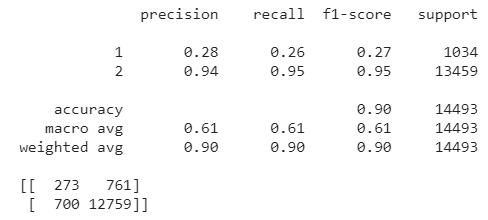 precision recall f1-score support
1 0.28 0.26 0.27 1034
2 0.94 0.95 0.95 13459
accuracy 0.90 14493
macro avg 0.61 0.61 0.61 14493
weighted avg 0.90 0.90 0.90 14493
[[ 273 761]
[ 700 12759]]